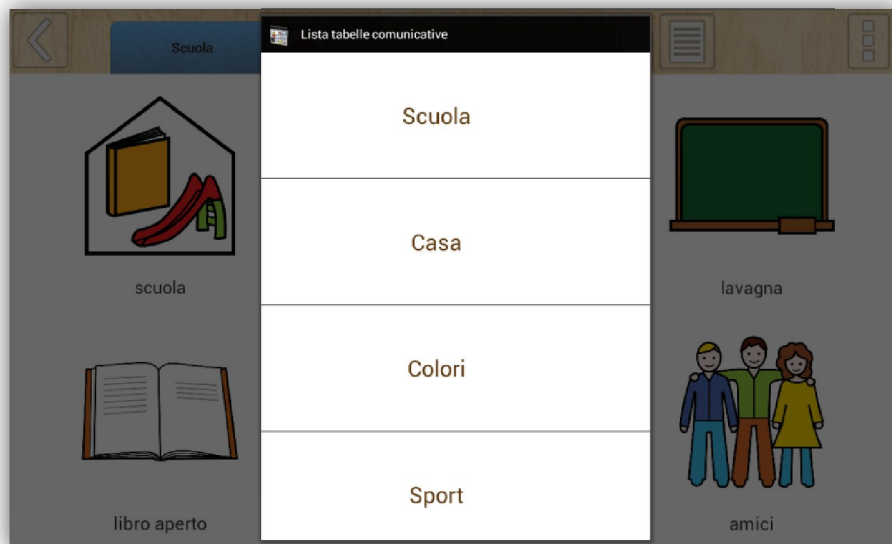 Scuola
Lista tabelle comunicative
Scuola
Casa
Colori
Sport
scuola
lavagna
libro aperto
amici